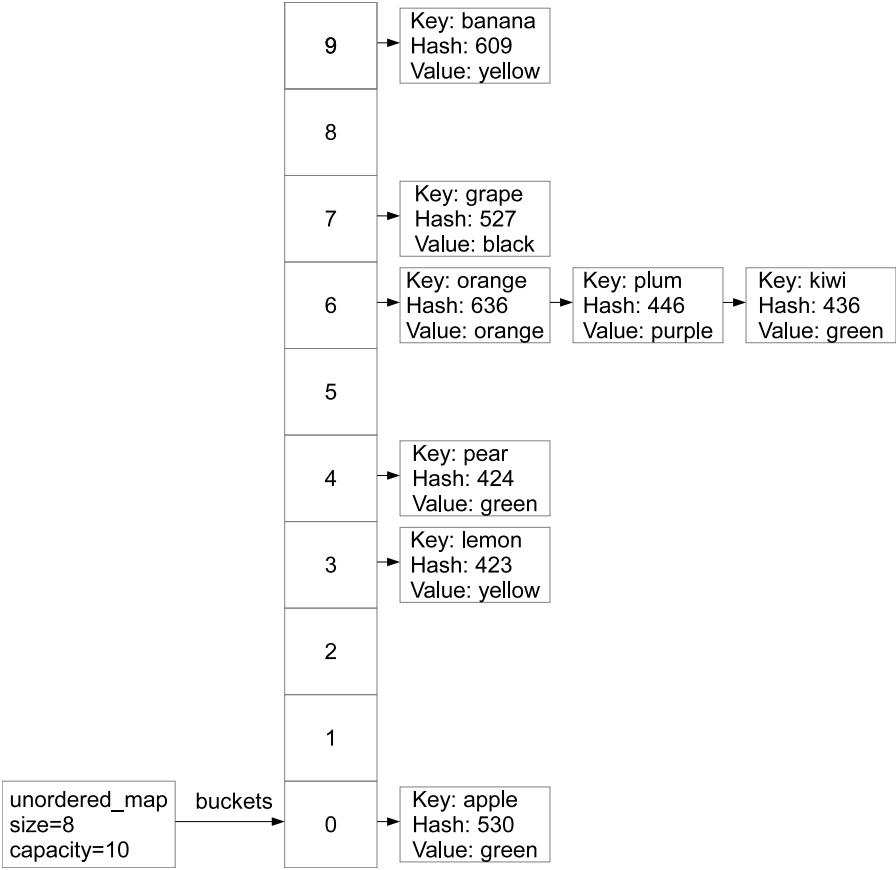 9
Key: banana
Hash: 609
Value: yellow
8
7
Key: grape
Hash: 527
Value: black
6
Key: orange
Hash: 636
Value: orange
Key: plum
Hash: 446
Value: purple
Key: kiwi
Hash: 436
Value: green
5
4
Key: pear
Hash: 424
Value: green
3
Key: lemon
Hash: 423
Value: yellow
2
1
unordered_map
size=8
capacity=10
buckets
0
Key: apple
Hash: 530
Value: green